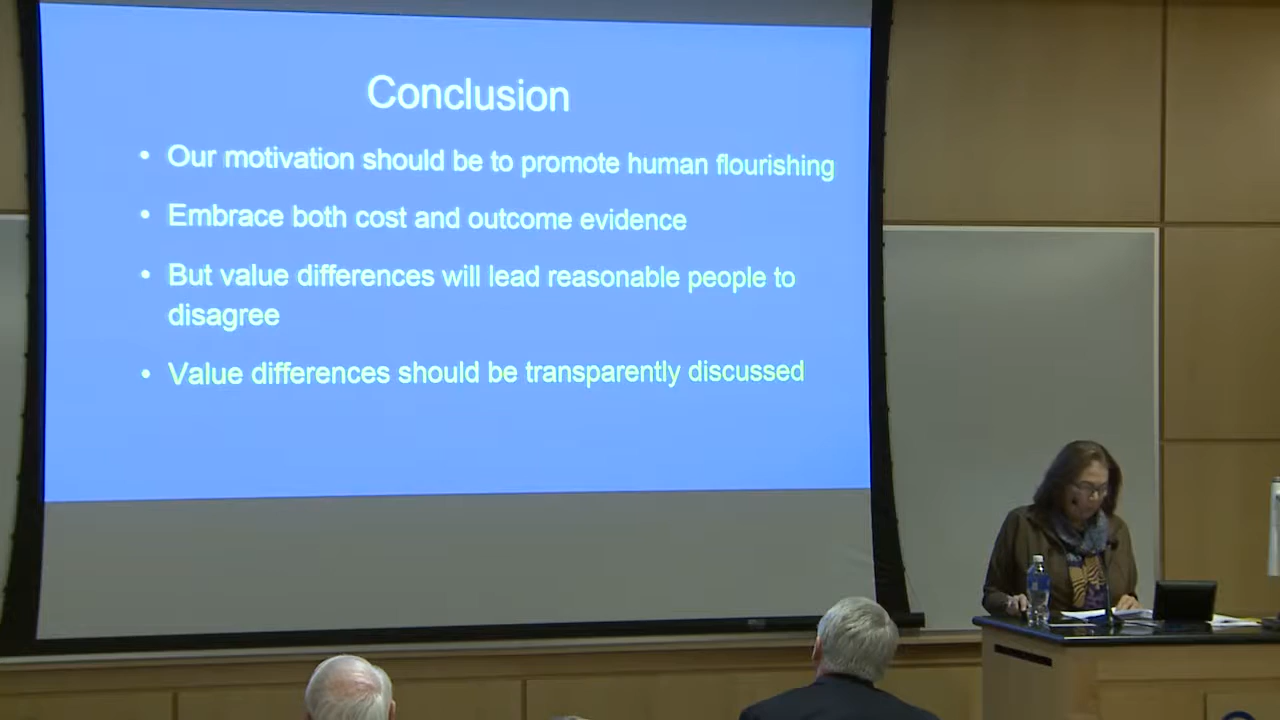 Conclusion
• Our motivation should be to promote human flourishing
• Embrace both cost and outcome evidence
• But value differences will lead reasonable people to
disagree
• Value differences should be transparently discussed